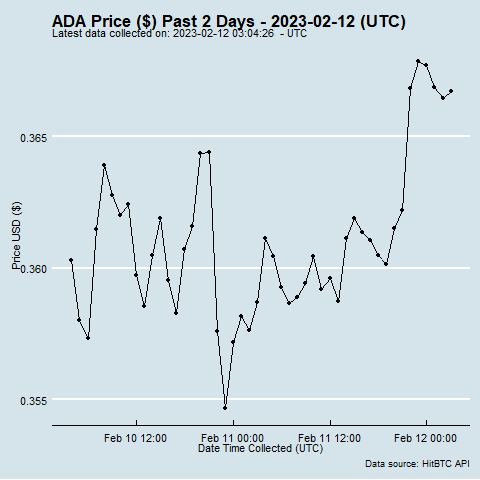 ADA Price ($) Past 2 Days - 2023-02-12 (UTC)
Latest data collected on: 2023-02-12 03:04:26 - UTC
0.365
0.360
0.355
Price USD ($)
Feb 10 12:00 Feb 11 00:00 Feb 11 12:00 Feb 12 00:00
Date Time Collected (UTC)
Data source: HitBTC API